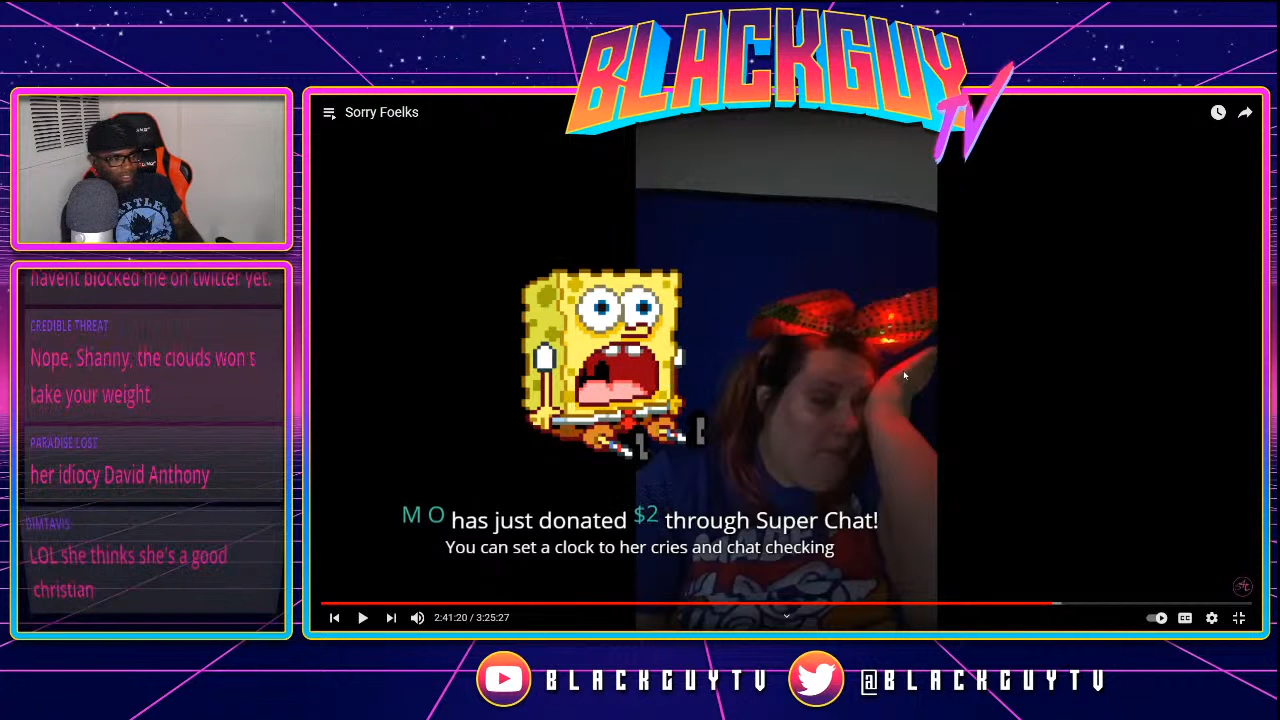 BLACKGUY
TV
Sorry Foelks
havent blocked me on twitter yet.
CREDIBLE THREAT
Nope, Shanny, the clouds won't
take your weight
PARADISE LOST
her idiocy David Anthony
DIMTAVIS
LOL she thinks she's a good
christian
M O has just donated $2 through Super Chat!
You can set a clock to her cries and chat checking
2:41:20 / 3:25:27
CC
BLACKGUYTV
@BLACKGUYTV